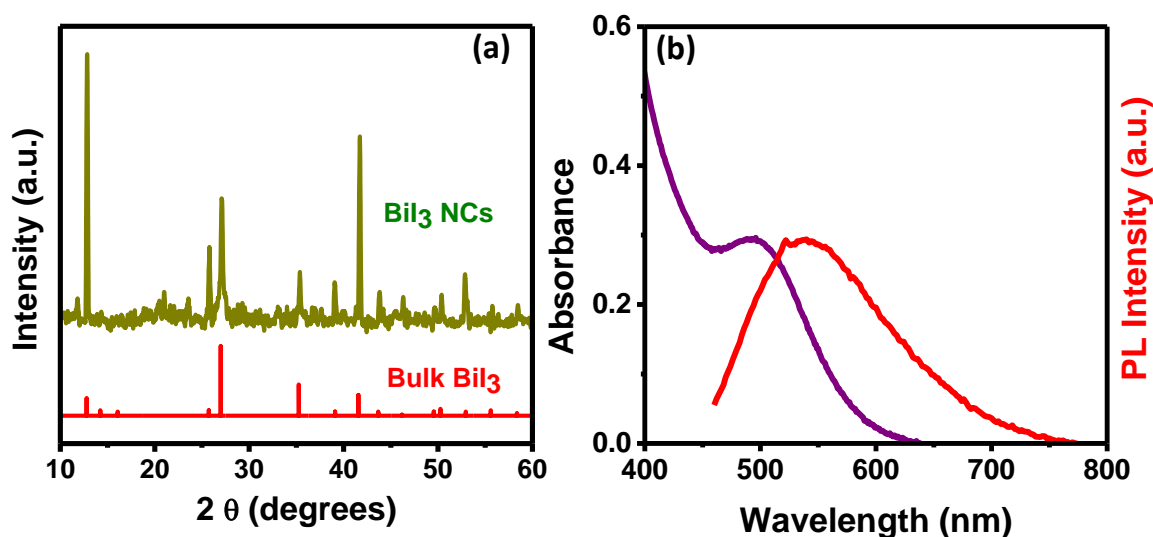 (a)
Intensity (a.u.)
BiI₃ NCs
Bulk BiI₃
10 20 30 40 50 60
2 θ (degrees)
(b)
0.6
0.4
0.2
0.0
Absorbance
PL Intensity (a.u.)
400 500 600 700 800
Wavelength (nm)